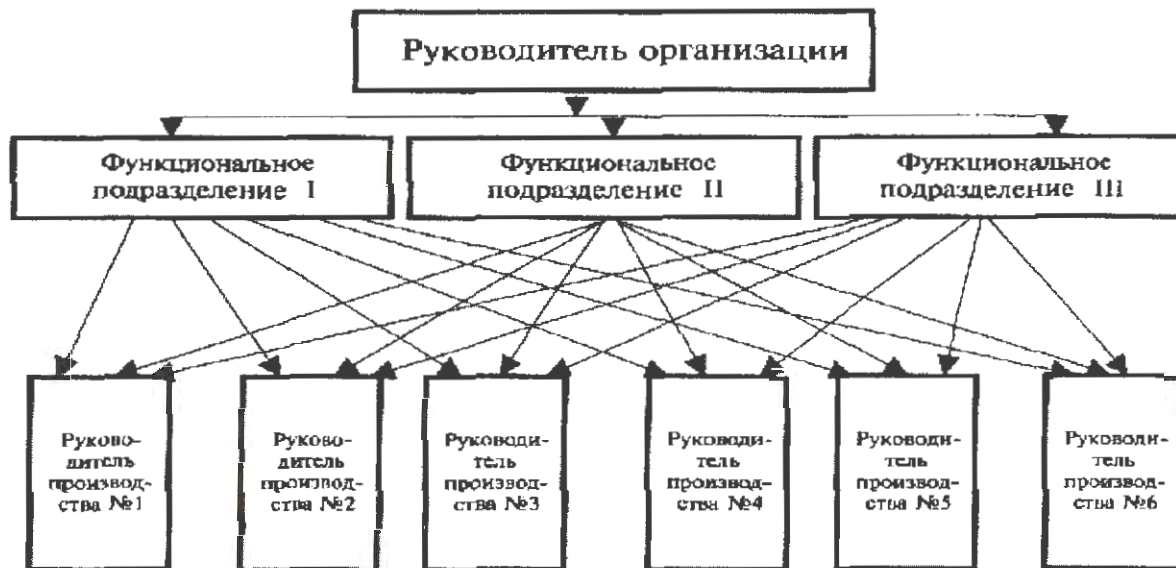 Руководитель организации
Функциональное
подразделение I
Функциональное
подразделение II
Функциональное
подразделение III
Руково-
дитель
производ-
ства №1
Руково-
дитель
производ-
ства №2
Руководи-
тель
производ-
ства №3
Руководи-
тель
производ-
ства №4
Руководи-
тель
производ-
ства №5
Руководи-
тель
производ-
ства №6